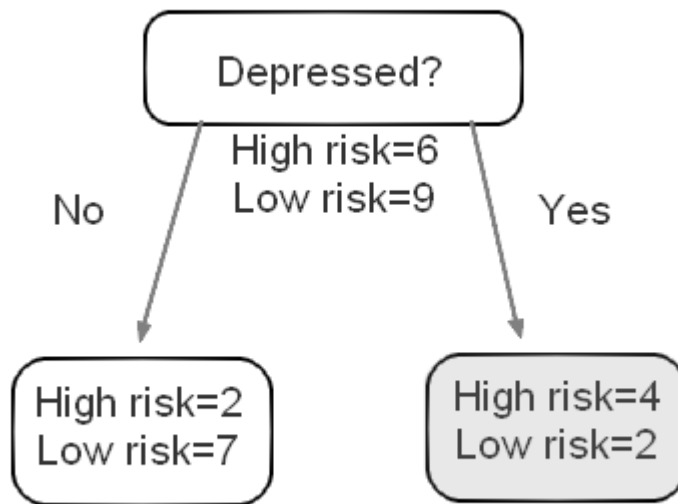 Depressed?
High risk=6
Low risk=9
No
Yes
High risk=2
Low risk=7
High risk=4
Low risk=2